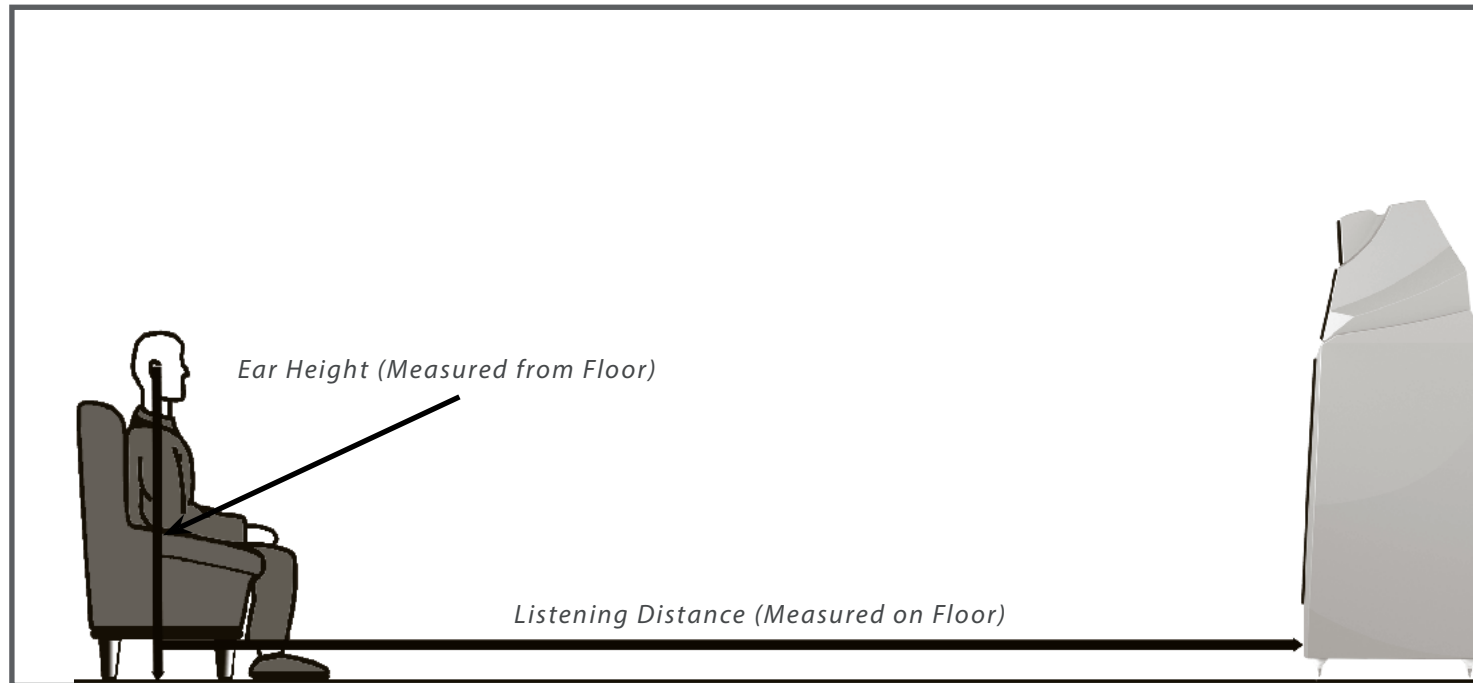 Ear Height (Measured from Floor)
Listening Distance (Measured on Floor)